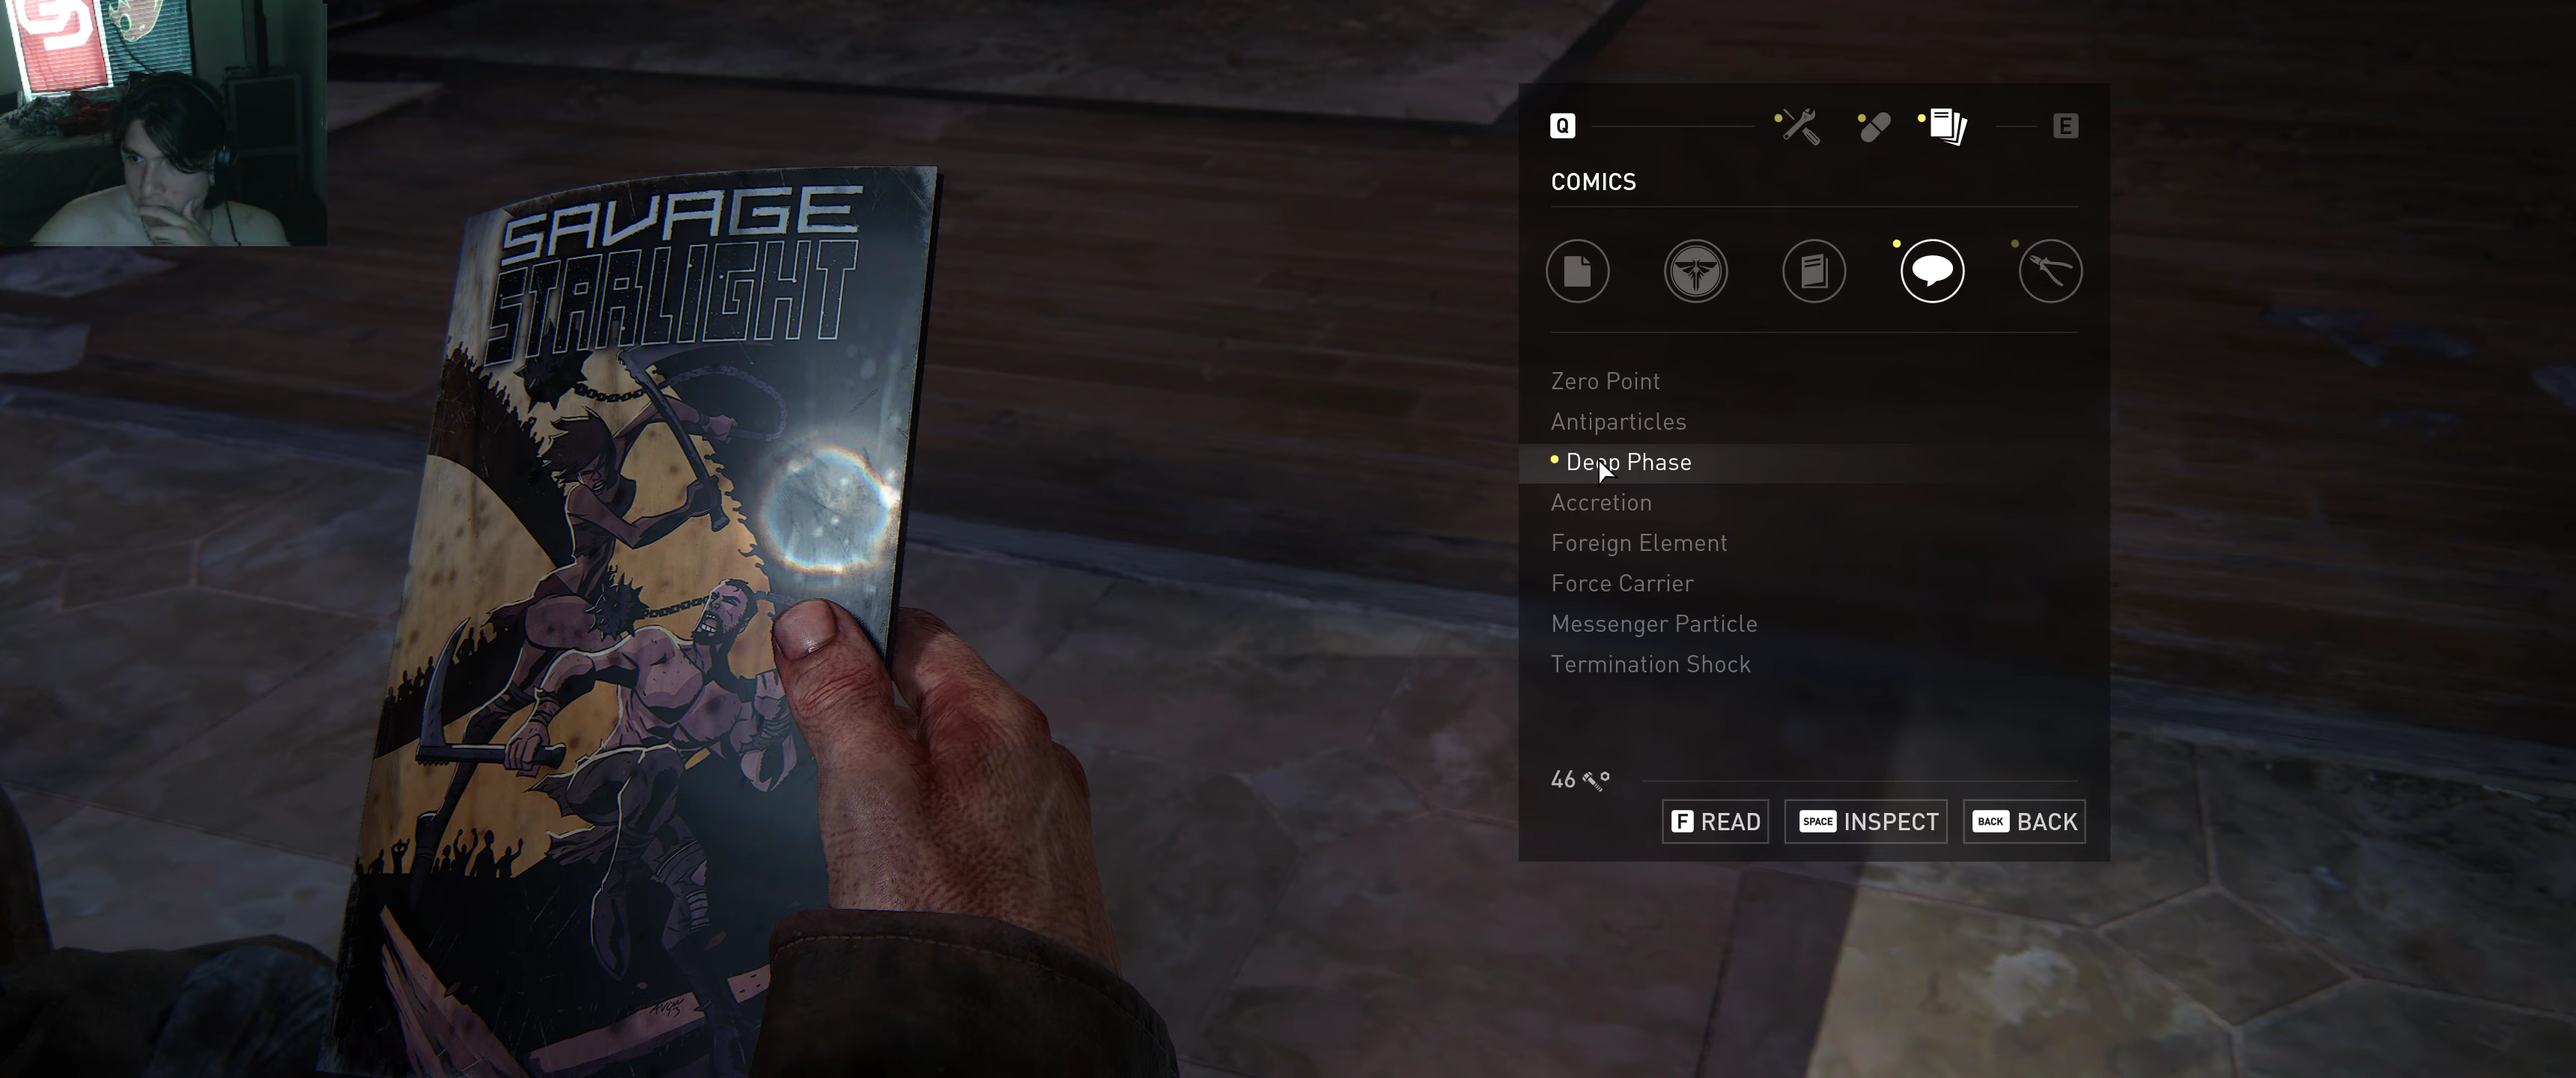 SAVAGE
STARLIGHT
Q
E
COMICS
Zero Point
Antiparticles
Deep Phase
Accretion
Foreign Element
Force Carrier
Messenger Particle
Termination Shock
46
F READ SPACE INSPECT BACK BACK